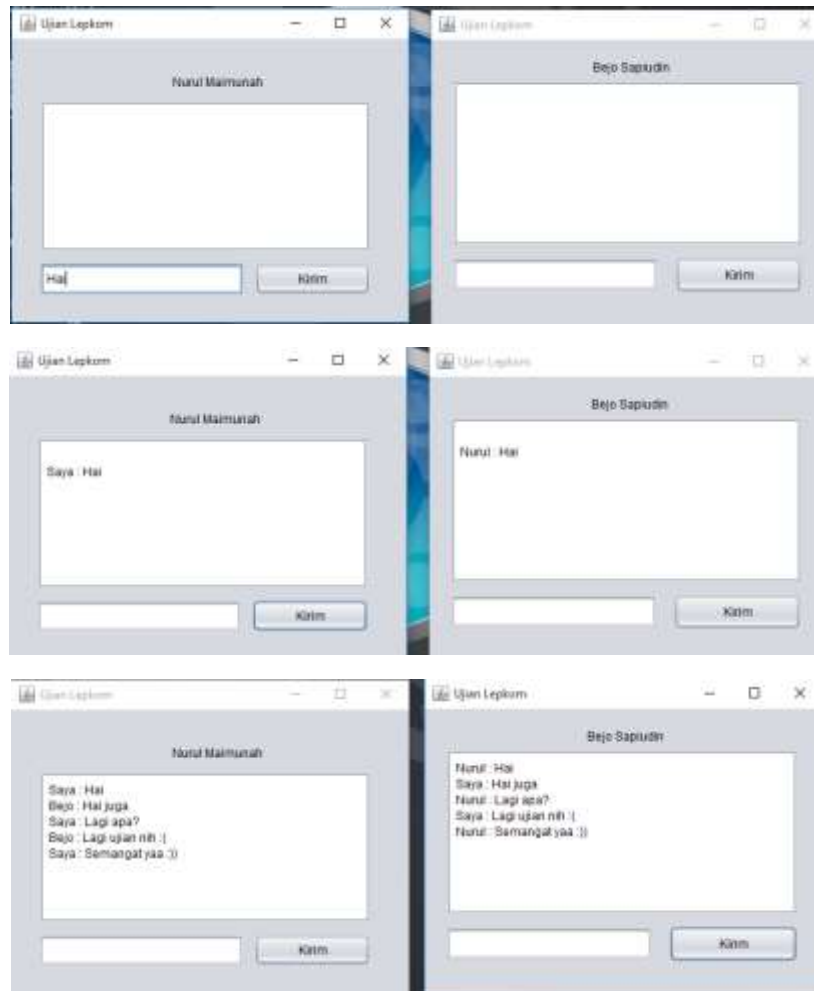 Ujian Lepkom
Nurul Maimunah
Hai
Kirim
Ujian Lepkom
Bejo Sapiudin
Kirim
Ujian Lepkom
Nurul Maimunah
Saya : Hai
Kirim
Ujian Lepkom
Bejo Sapiudin
Nurul : Hai
Kirim
Ujian Lepkom
Nurul Maimunah
Saya : Hai
Bejo : Hai juga
Saya : Lagi apa?
Bejo : Lagi ujian nih :(
Saya : Semangat yaa :))
Kirim
Ujian Lepkom
Bejo Sapiudin
Nurul : Hai
Saya : Hai juga
Nurul : Lagi apa?
Saya : Lagi ujian nih :(
Nurul : Semangat yaa :))
Kirim